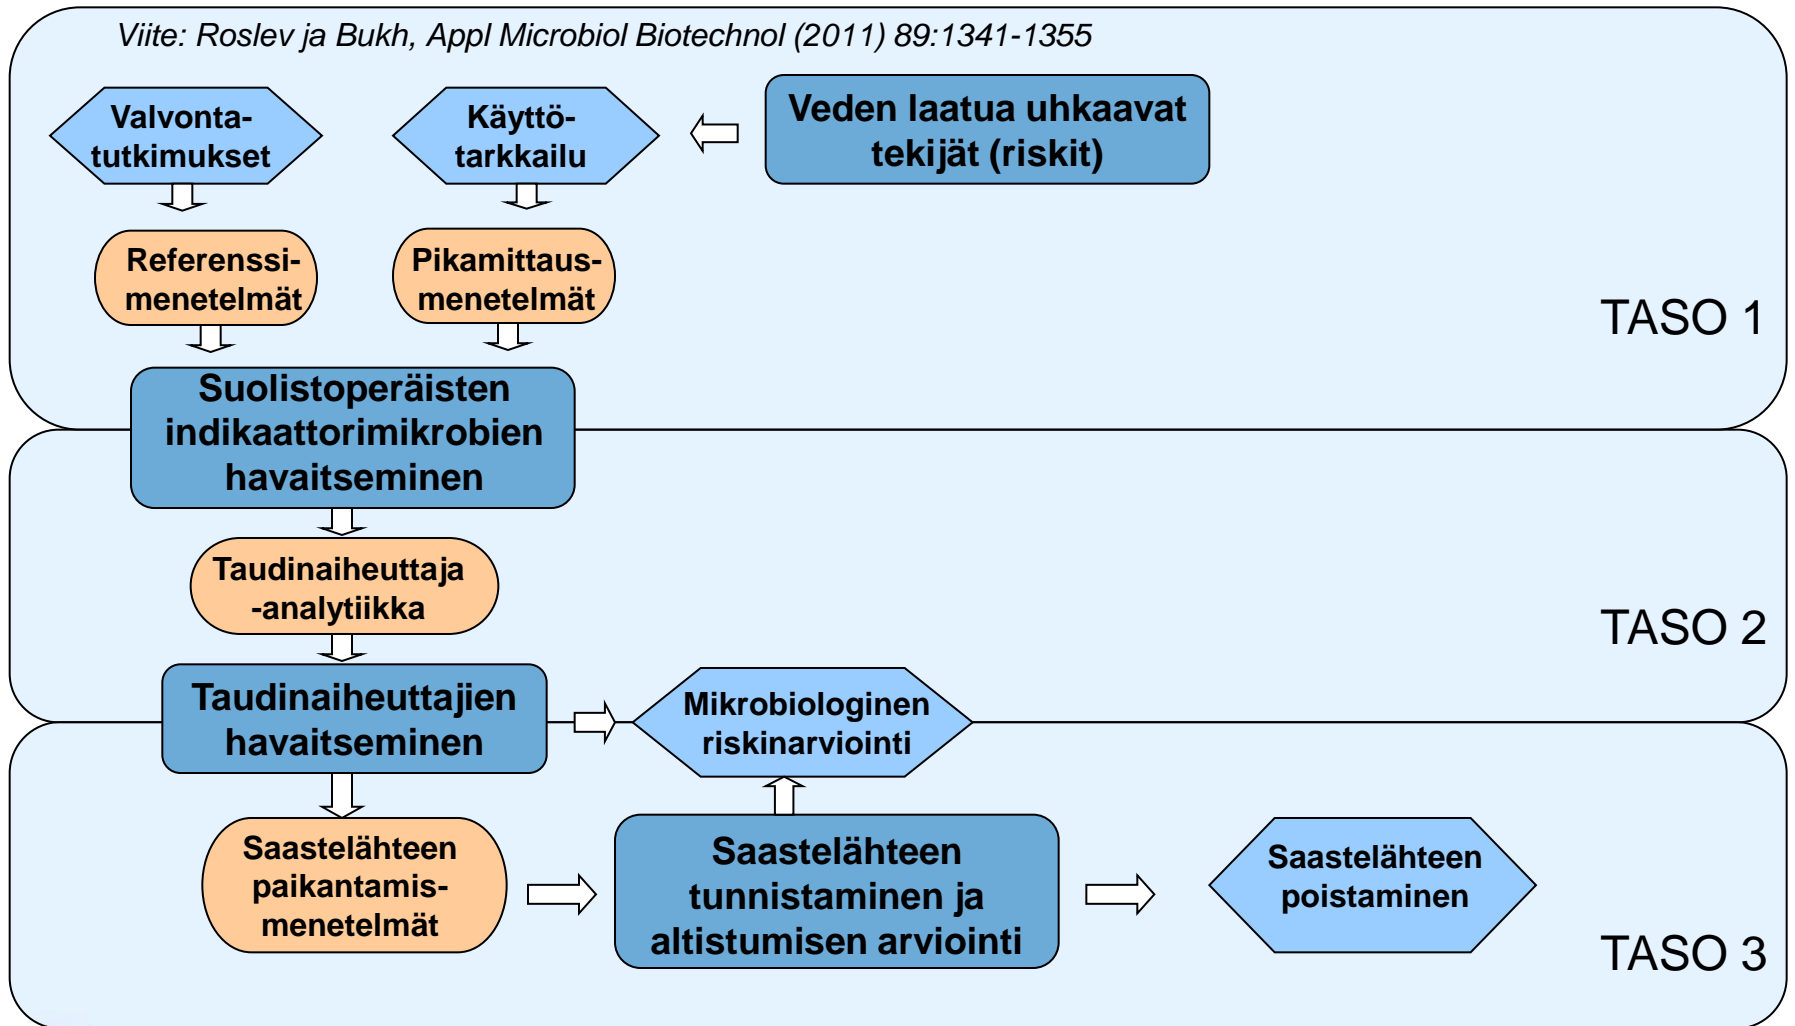 Viite: Roslev ja Bukh, Appl Microbiol Biotechnol (2011) 89:1341-1355
Valvonta-
tutkimukset
Käyttö-
tarkkailu
Veden laatua uhkaavat
tekijät (riskit)
Referenssi-
menetelmät
Pikamittaus-
menetelmät
TASO 1
Suolistoperäisten
indikaattorimikrobien
havaitseminen
Taudinaiheuttaja
-analytiikka
TASO 2
Taudinaiheuttajien
havaitseminen
Mikrobiologinen
riskinarviointi
Saastelähteen
paikantamis-
menetelmät
Saastelähteen
tunnistaminen ja
altistumisen arviointi
Saastelähteen
poistaminen
TASO 3